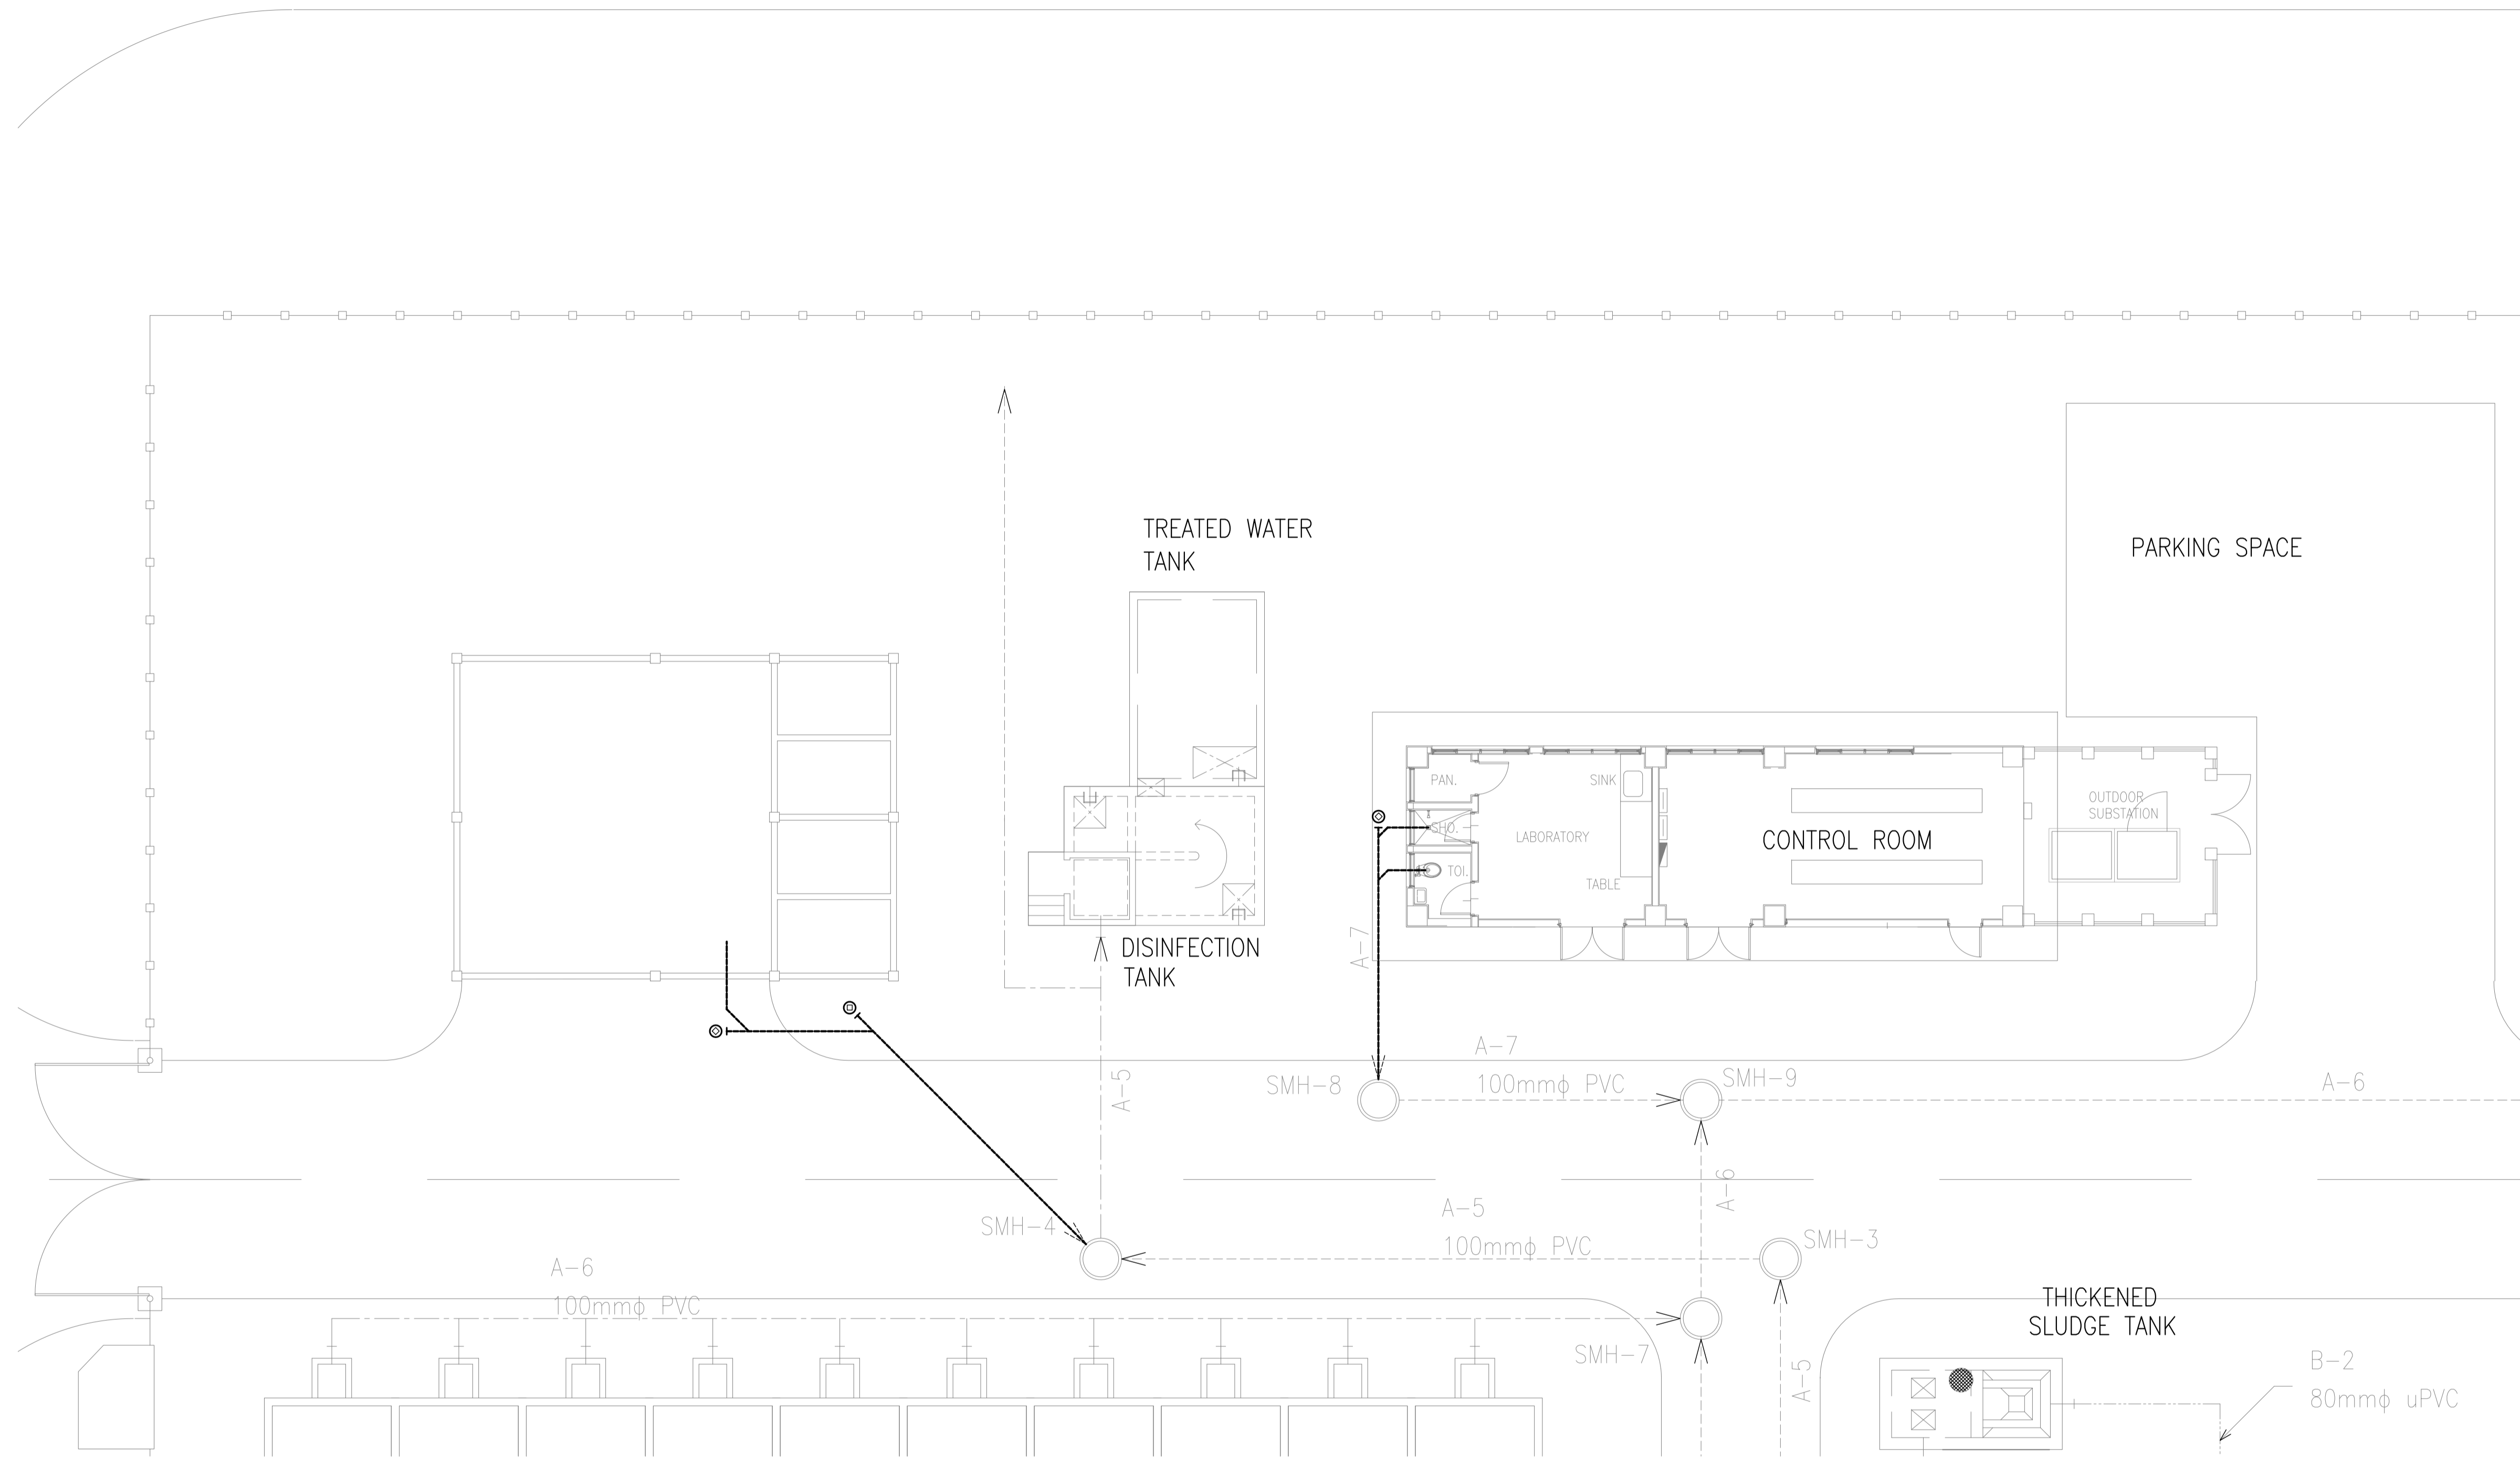 TREATED WATER
TANK
PARKING SPACE
PAN.
SINK
OUTDOOR
SUBSTATION
SHO.
LABORATORY
CONTROL ROOM
TOI.
TABLE
DISINFECTION
TANK
A-7
A-7
100mmϕ PVC
SMH-8
SMH-9
A-6
A-5
A-6
A-5
100mmϕ PVC
SMH-4
SMH-3
A-6
100mmϕ PVC
THICKENED
SLUDGE TANK
SMH-7
A-5
B-2
80mmϕ uPVC